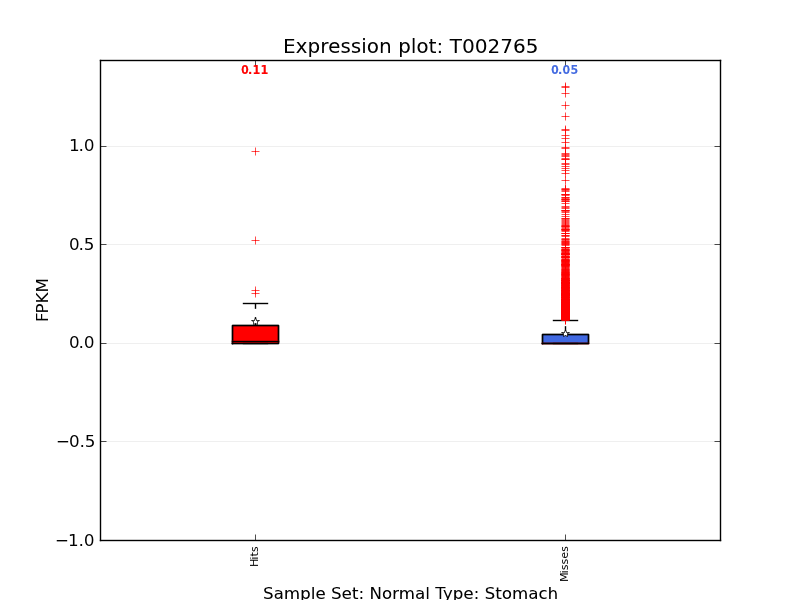 Expression plot: T002765
0.11
0.05
1.0
0.5
0.0
−0.5
−1.0
FPKM
Hits
Misses
Sample Set: Normal Type: Stomach